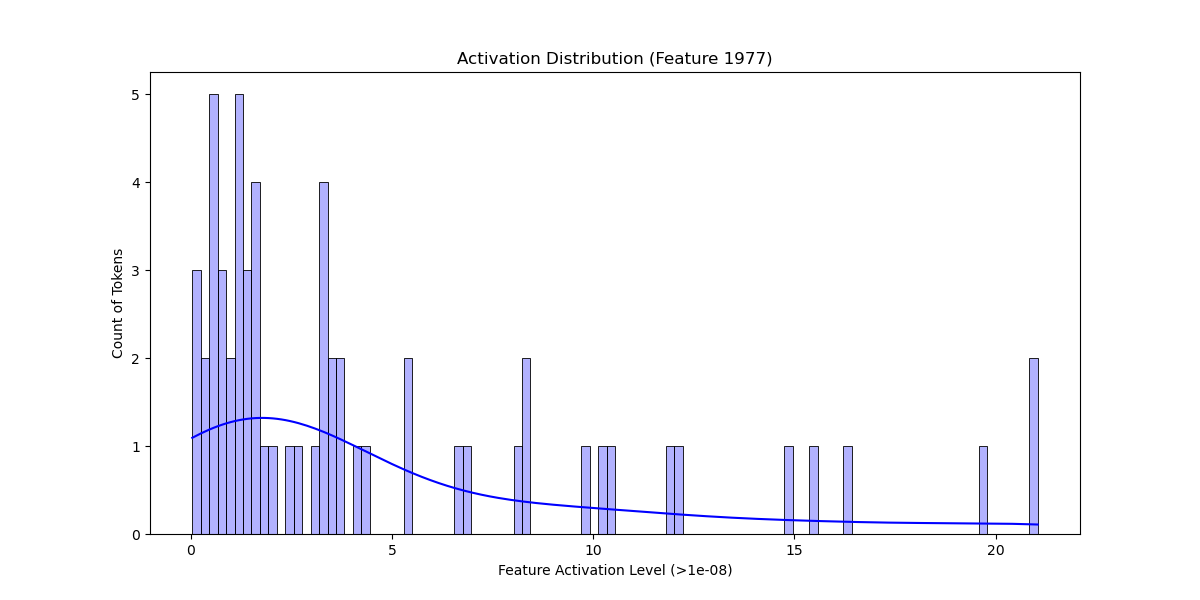 Activation Distribution (Feature 1977)
5
4
3
2
1
0
Count of Tokens
0 5 10 15 20
Feature Activation Level (>1e-08)